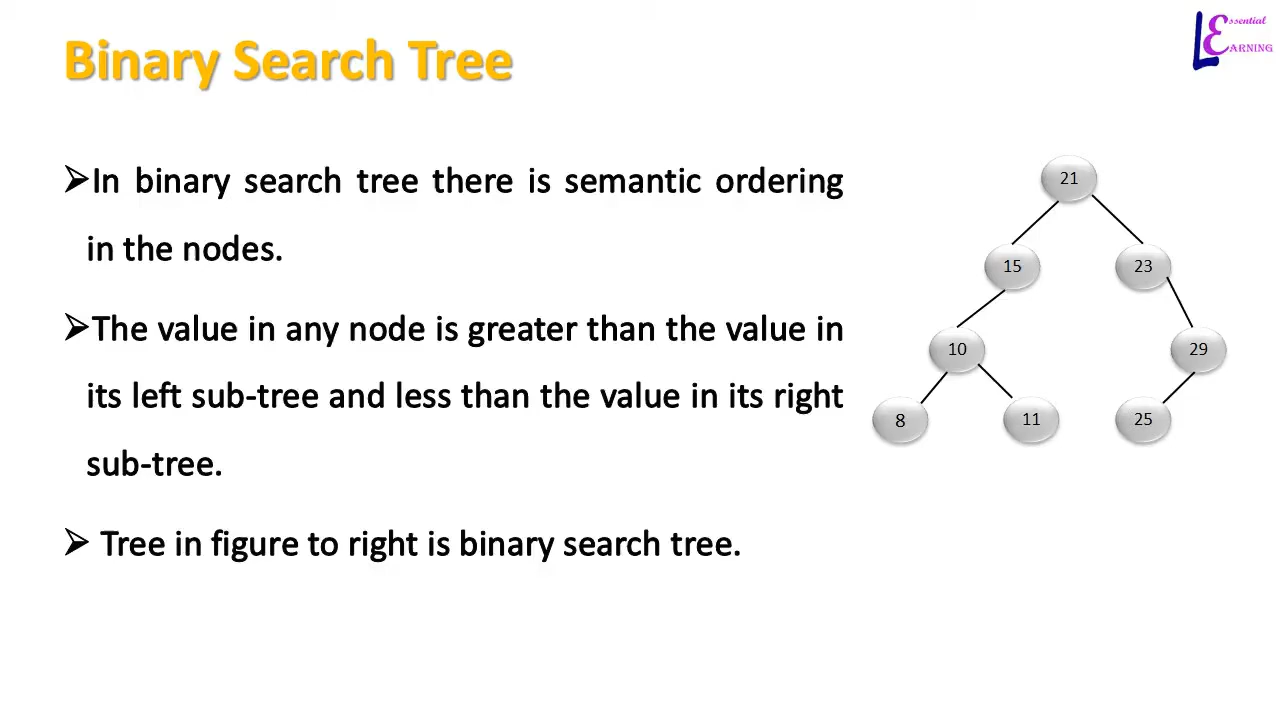 Binary Search Tree
Essential
LEARNING
➢In binary search tree there is semantic ordering
in the nodes.
➢The value in any node is greater than the value in
its left sub-tree and less than the value in its right
sub-tree.
➢ Tree in figure to right is binary search tree.
21
15 23
10 29
8 11 25